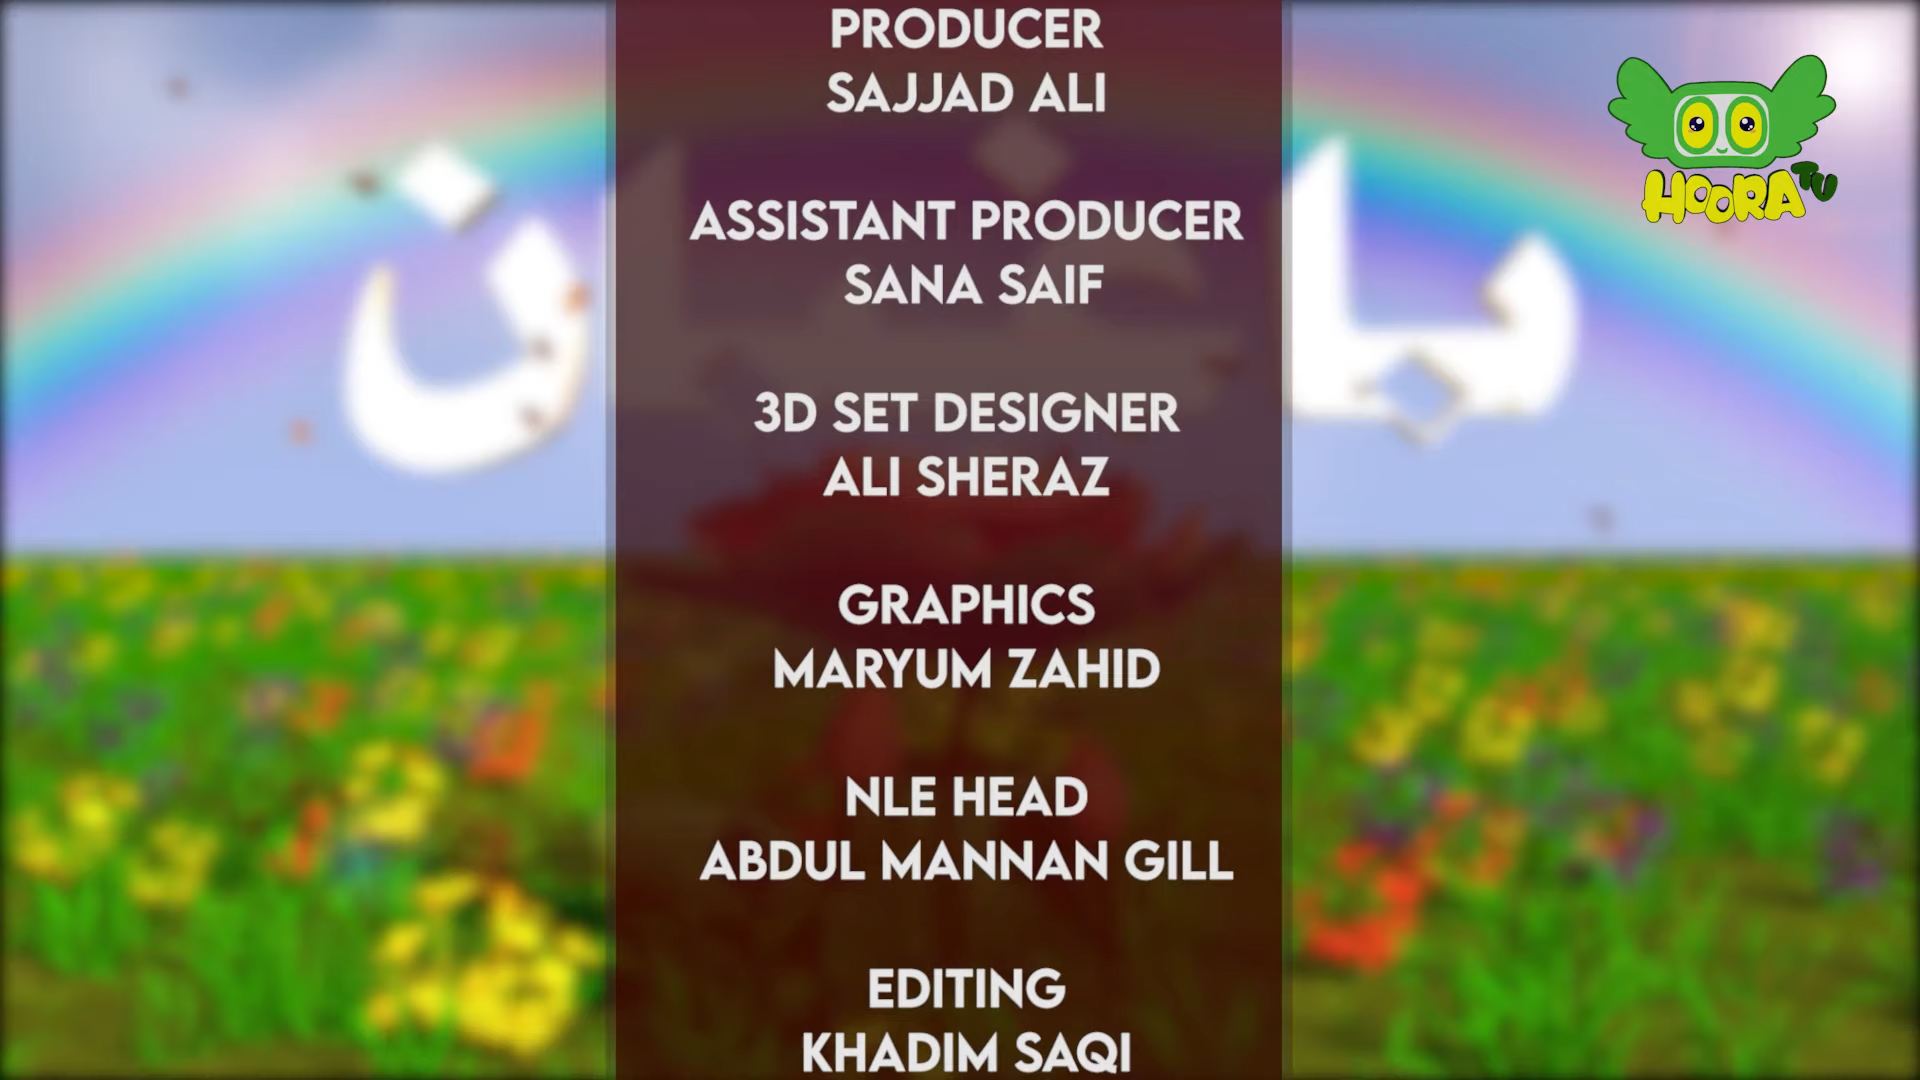 PRODUCER
SAJJAD ALI
ASSISTANT PRODUCER
SANA SAIF
3D SET DESIGNER
ALI SHERAZ
GRAPHICS
MARYUM ZAHID
NLE HEAD
ABDUL MANNAN GILL
EDITING
KHADIM SAQI
HOORA TV